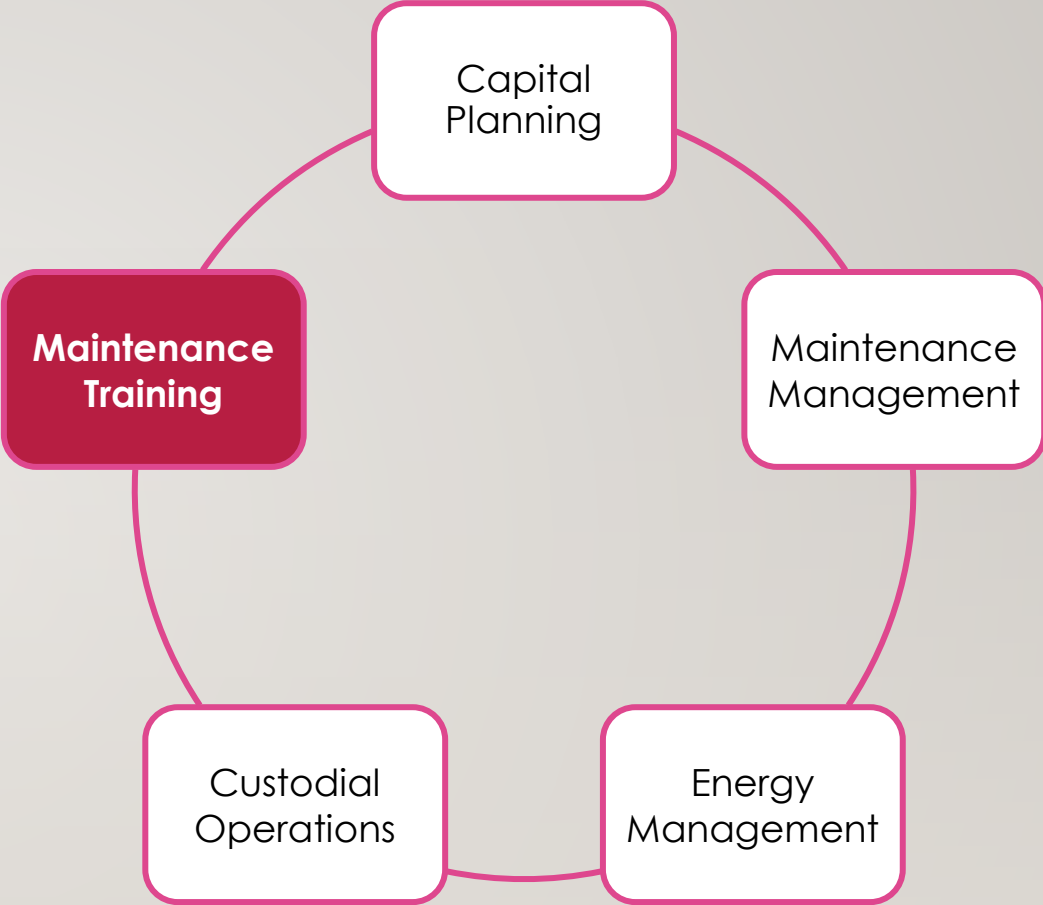 Capital
Planning
Maintenance
Management
Energy
Management
Custodial
Operations
Maintenance
Training